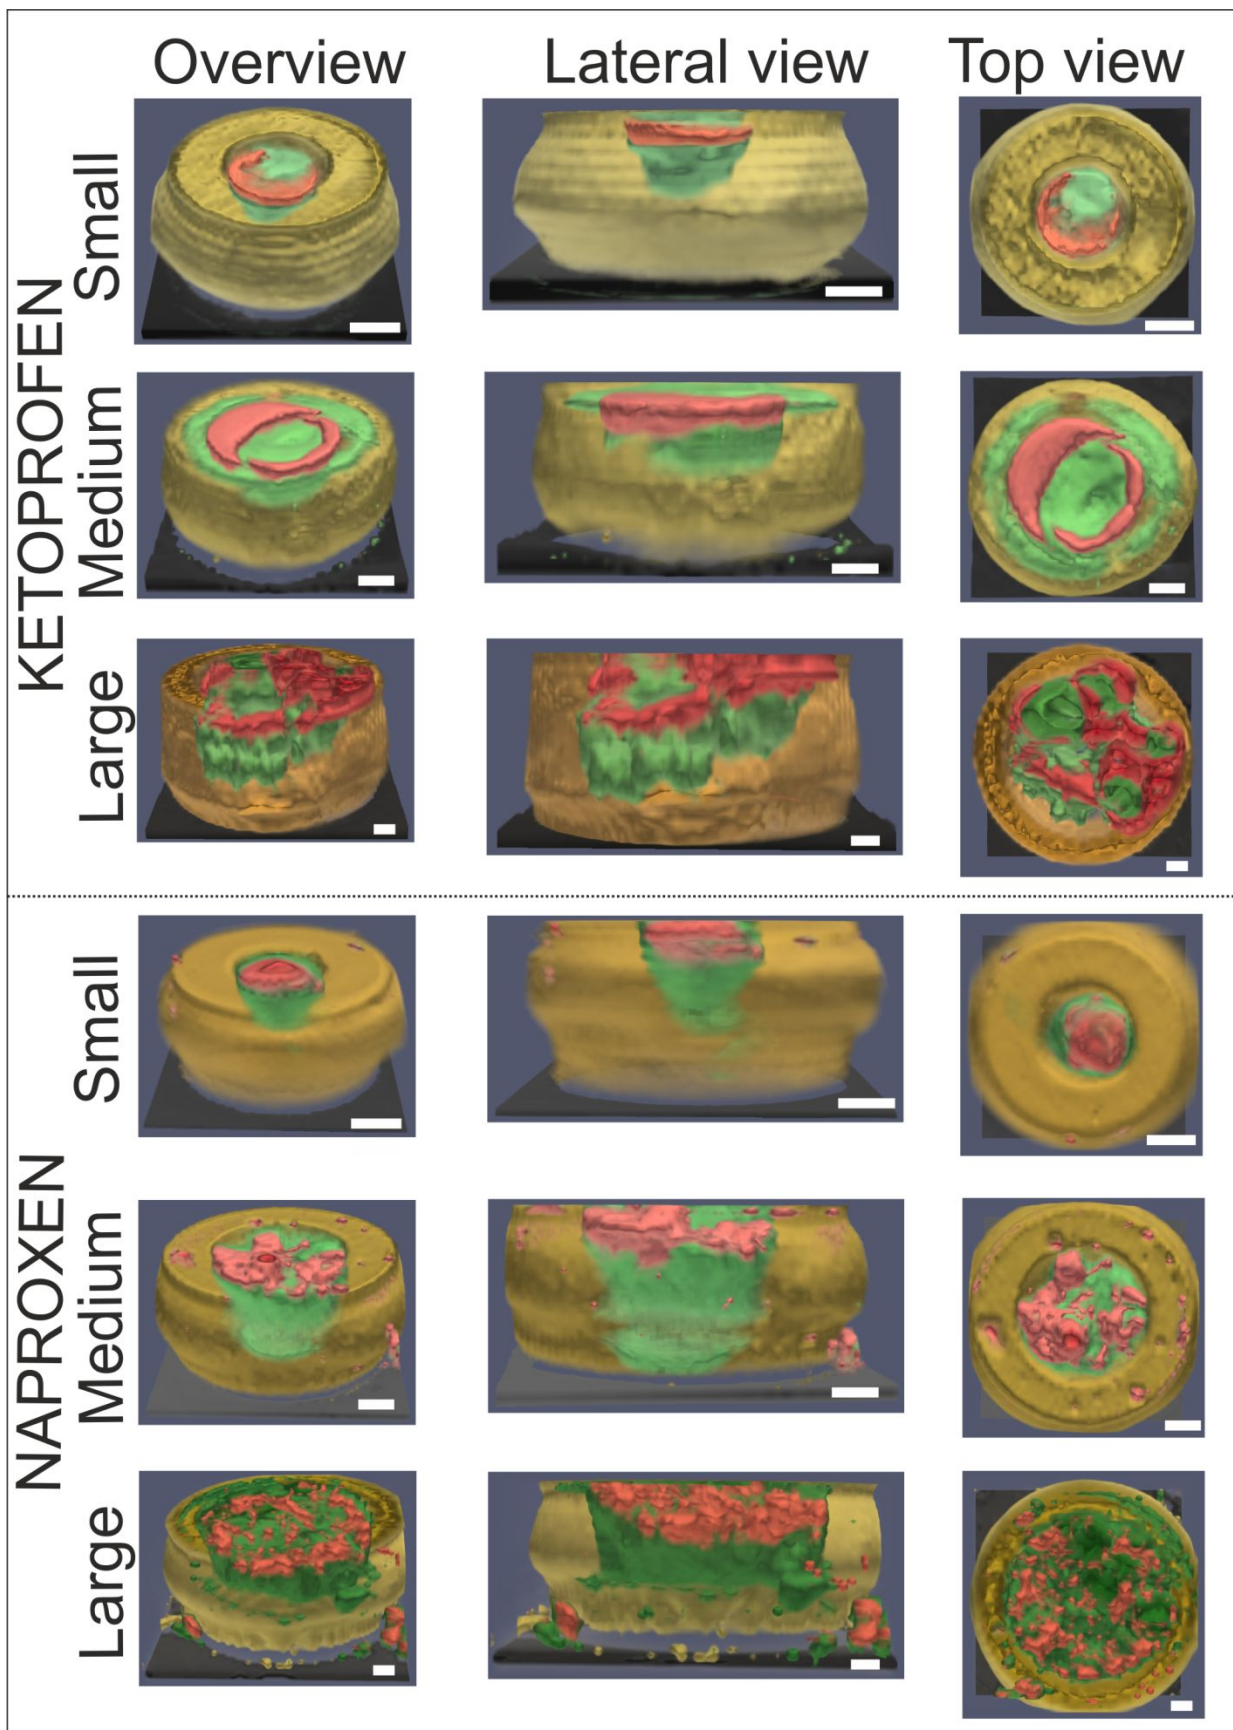 Overview Lateral view Top view
KETOPROFEN
Small
Medium
Large
NAPROXEN
Small
Medium
Large